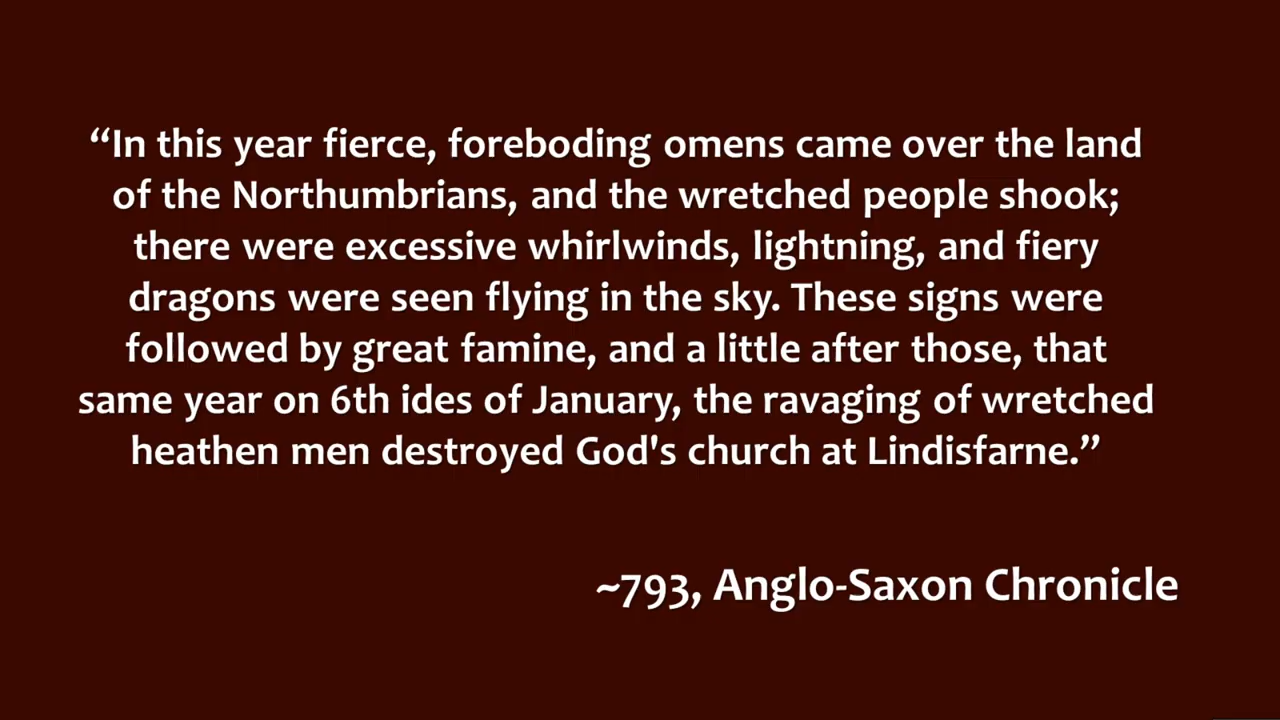 “In this year fierce, foreboding omens came over the land
of the Northumbrians, and the wretched people shook;
there were excessive whirlwinds, lightning, and fiery
dragons were seen flying in the sky. These signs were
followed by great famine, and a little after those, that
same year on 6th ides of January, the ravaging of wretched
heathen men destroyed God's church at Lindisfarne.”
~793, Anglo-Saxon Chronicle